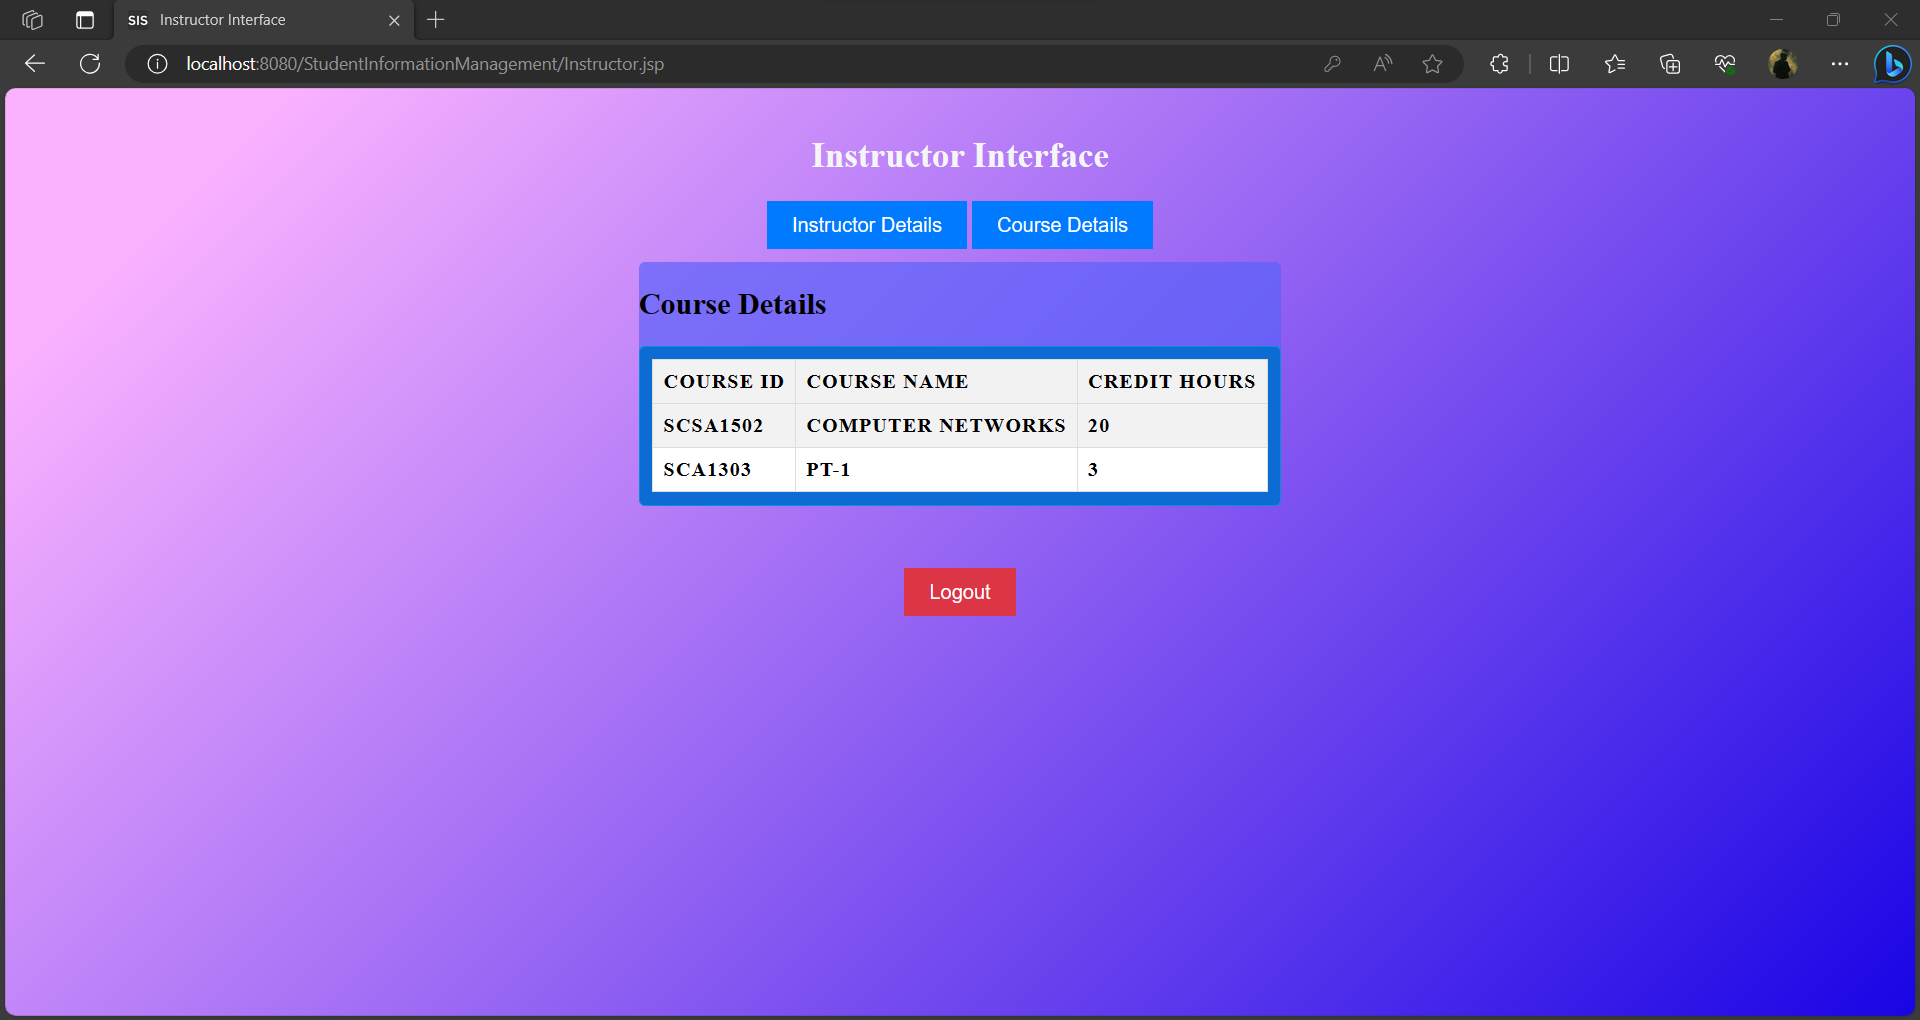 SIS Instructor Interface
localhost:8080/StudentInformationManagement/Instructor.jsp
Instructor Interface
Instructor Details Course Details
Course Details
COURSE ID COURSE NAME CREDIT HOURS
SCSA1502 COMPUTER NETWORKS 20
SCA1303 PT-1 3
Logout